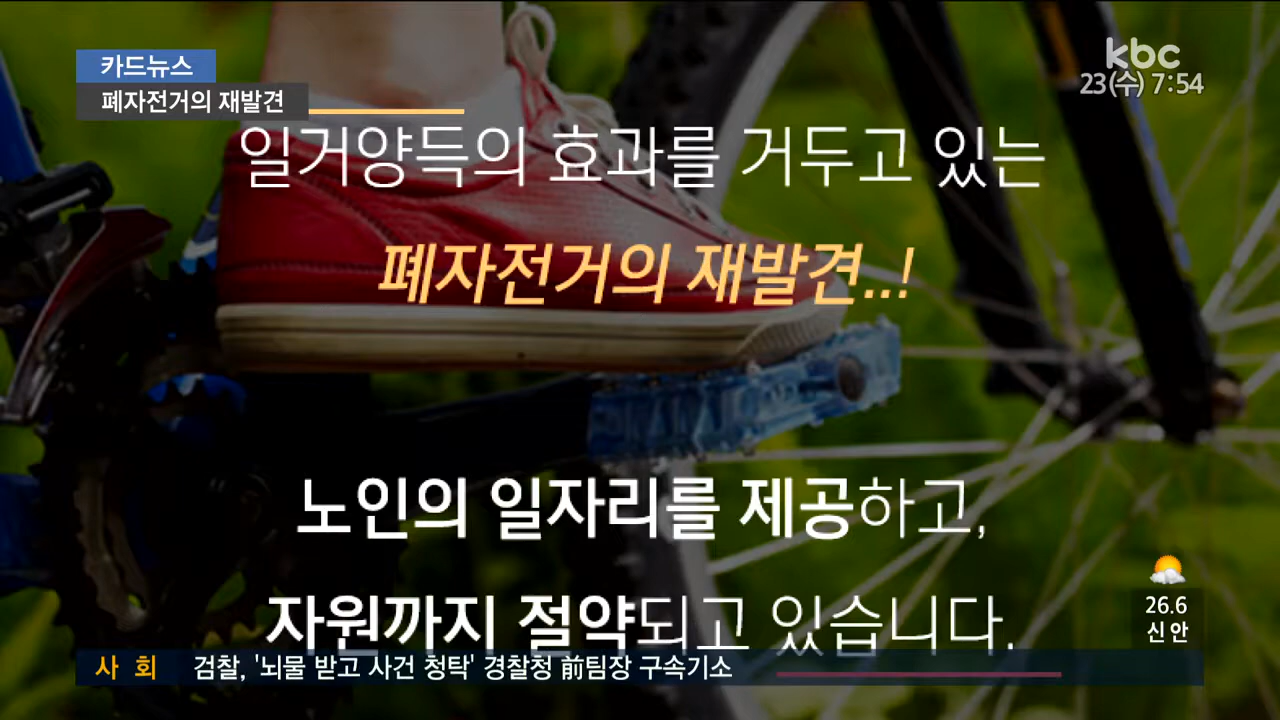 카드뉴스
폐자전거의 재발견
kbc
23(수) 7:54
일거양득의 효과를 거두고 있는
폐자전거의 재발견..!
노인의 일자리를 제공하고,
자원까지 절약되고 있습니다.
26.6
신안
사 회 검찰, '뇌물 받고 사건 청탁' 경찰청 前팀장 구속기소